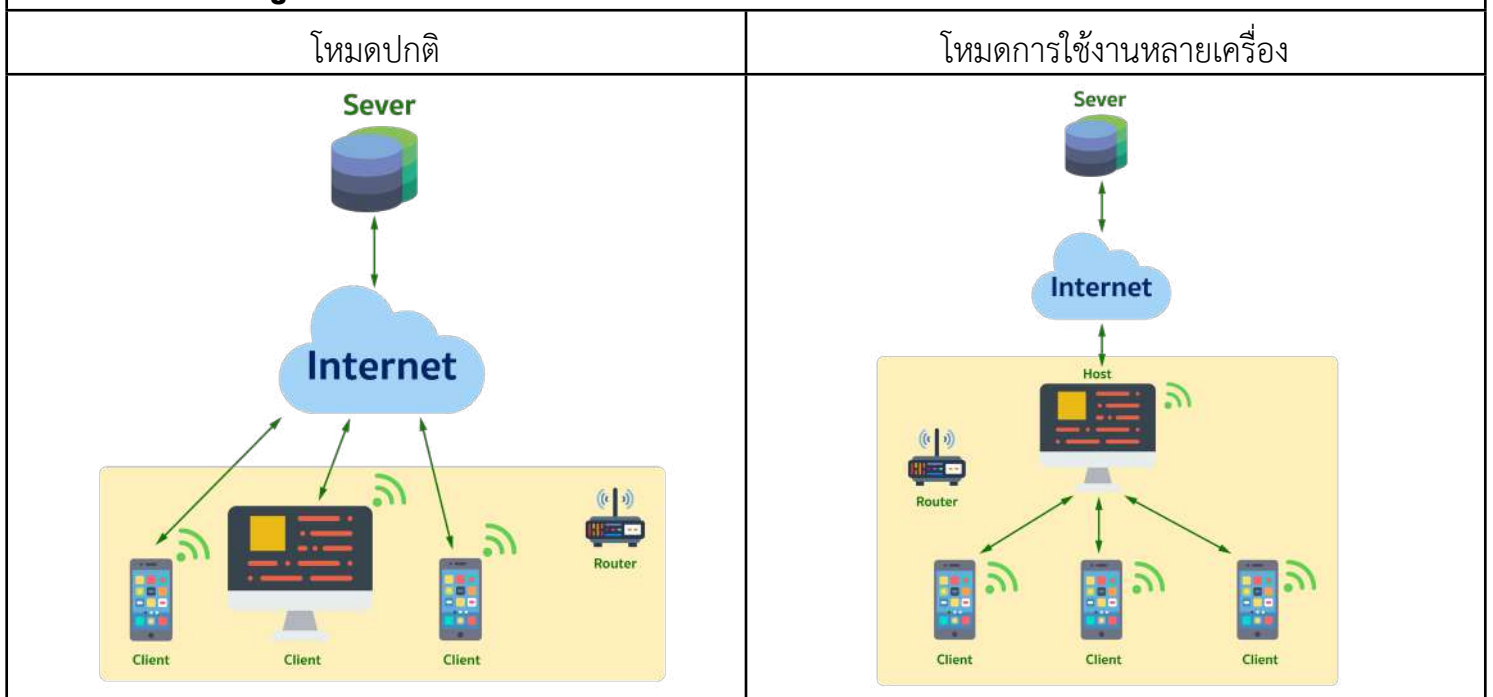 โหมดปกติ
โหมดการใช้งานหลายเครื่อง
Sever
Internet
Router
Client
Client
Client
Sever
Internet
Host
Router
Client
Client
Client